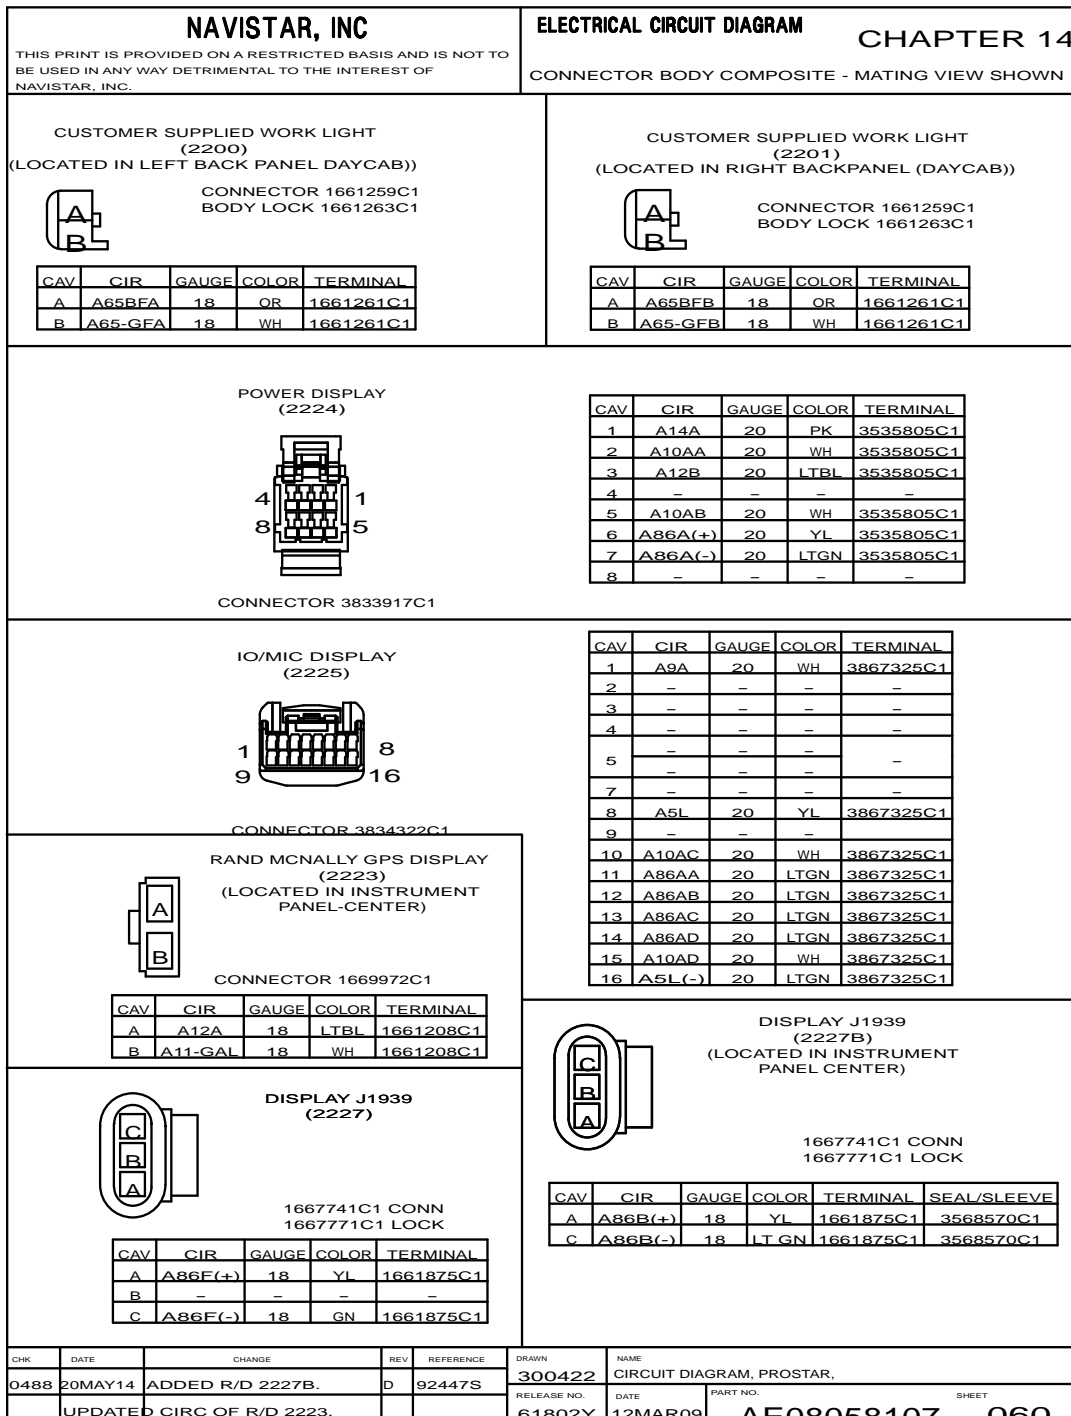 NAVISTAR, INC
THIS PRINT IS PROVIDED ON A RESTRICTED BASIS AND IS NOT TO
BE USED IN ANY WAY DETRIMENTAL TO THE INTEREST OF
NAVISTAR, INC.
ELECTRICAL CIRCUIT DIAGRAM
CHAPTER 14
CONNECTOR BODY COMPOSITE - MATING VIEW SHOWN
CUSTOMER SUPPLIED WORK LIGHT
(2200)
(LOCATED IN LEFT BACK PANEL DAYCAB))
CONNECTOR 1661259C1
BODY LOCK 1661263C1
A
B
CAV CIR GAUGE COLOR TERMINAL
A A65BFA 18 OR 1661261C1
B A65-GFA 18 WH 1661261C1
CUSTOMER SUPPLIED WORK LIGHT
(2201)
(LOCATED IN RIGHT BACKPANEL (DAYCAB))
CONNECTOR 1661259C1
BODY LOCK 1661263C1
A
B
CAV CIR GAUGE COLOR TERMINAL
A A65BFB 18 OR 1661261C1
B A65-GFB 18 WH 1661261C1
POWER DISPLAY
(2224)
4 1
8 5
CONNECTOR 3833917C1
CAV CIR GAUGE COLOR TERMINAL
1 A14A 20 PK 3535805C1
2 A10AA 20 WH 3535805C1
3 A12B 20 LTBL 3535805C1
4 – – – –
5 A10AB 20 WH 3535805C1
6 A86A(+) 20 YL 3535805C1
7 A86A(-) 20 LTGN 3535805C1
8 – – – –
IO/MIC DISPLAY
(2225)
1 8
9 16
CONNECTOR 3834322C1
CAV CIR GAUGE COLOR TERMINAL
1 A9A 20 WH 3867325C1
2 – – – –
3 – – – –
4 – – – –
– – –
5 –
– – –
7 – – – –
8 A5L 20 YL 3867325C1
9 – – –
10 A10AC 20 WH 3867325C1
11 A86AA 20 LTGN 3867325C1
12 A86AB 20 LTGN 3867325C1
13 A86AC 20 LTGN 3867325C1
14 A86AD 20 LTGN 3867325C1
15 A10AD 20 WH 3867325C1
16 A5L(-) 20 LTGN 3867325C1
RAND MCNALLY GPS DISPLAY
(2223)
(LOCATED IN INSTRUMENT
PANEL-CENTER)
A
B
CONNECTOR 1669972C1
CAV CIR GAUGE COLOR TERMINAL
A A12A 18 LTBL 1661208C1
B A11-GAL 18 WH 1661208C1
DISPLAY J1939
(2227)
C
B
A
1667741C1 CONN
1667771C1 LOCK
CAV CIR GAUGE COLOR TERMINAL
A A86F(+) 18 YL 1661875C1
B – – – –
C A86F(-) 18 GN 1661875C1
DISPLAY J1939
(2227B)
(LOCATED IN INSTRUMENT
PANEL CENTER)
C
B
A
1667741C1 CONN
1667771C1 LOCK
CAV CIR GAUGE COLOR TERMINAL SEAL/SLEEVE
A A86B(+) 18 YL 1661875C1 3568570C1
C A86B(-) 18 LT GN 1661875C1 3568570C1
CHK DATE CHANGE REV REFERENCE
0488 20MAY14 ADDED R/D 2227B. D 92447S
UPDATED CIRC OF R/D 2223.
DRAWN
300422
NAME
CIRCUIT DIAGRAM, PROSTAR,
RELEASE NO. DATE PART NO. SHEET
61802Y 12MAR09 AE08058107 060